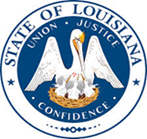 STATE OF LOUISIANA
UNION · JUSTICE
CONFIDENCE